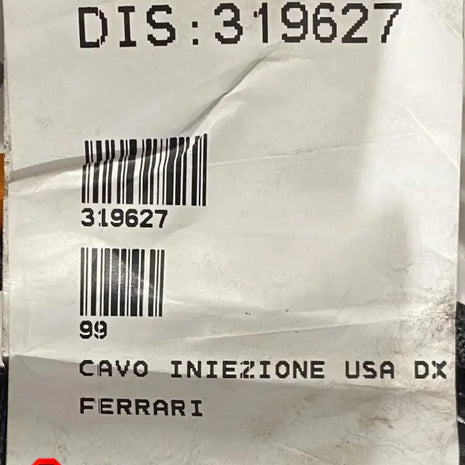 DIS:319627
319627
99
CAVO INIEZIONE USA DX
FERRARI